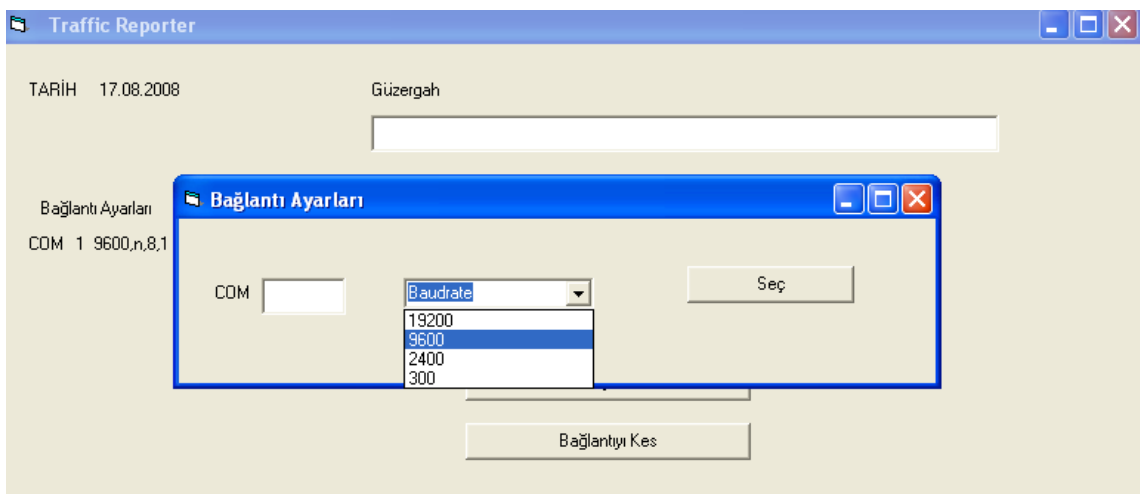 Traffic Reporter
TARİH 17.08.2008
Güzergah
Bağlantı Ayarları
COM 1 9600,n,8,1
Bağlantı Ayarları
COM
Baudrate
Seç
19200
9600
2400
300
Bağlantıyı Kes